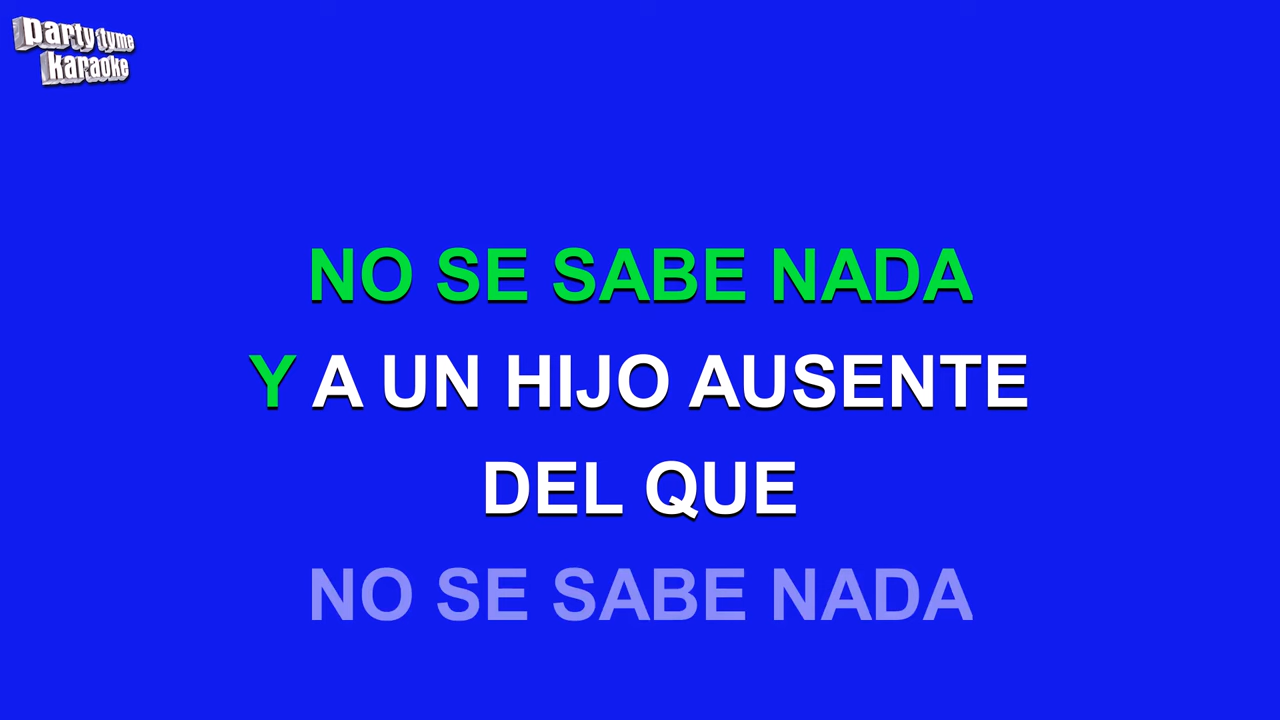 party tyme
karaoke
NO SE SABE NADA
Y A UN HIJO AUSENTE
DEL QUE
NO SE SABE NADA